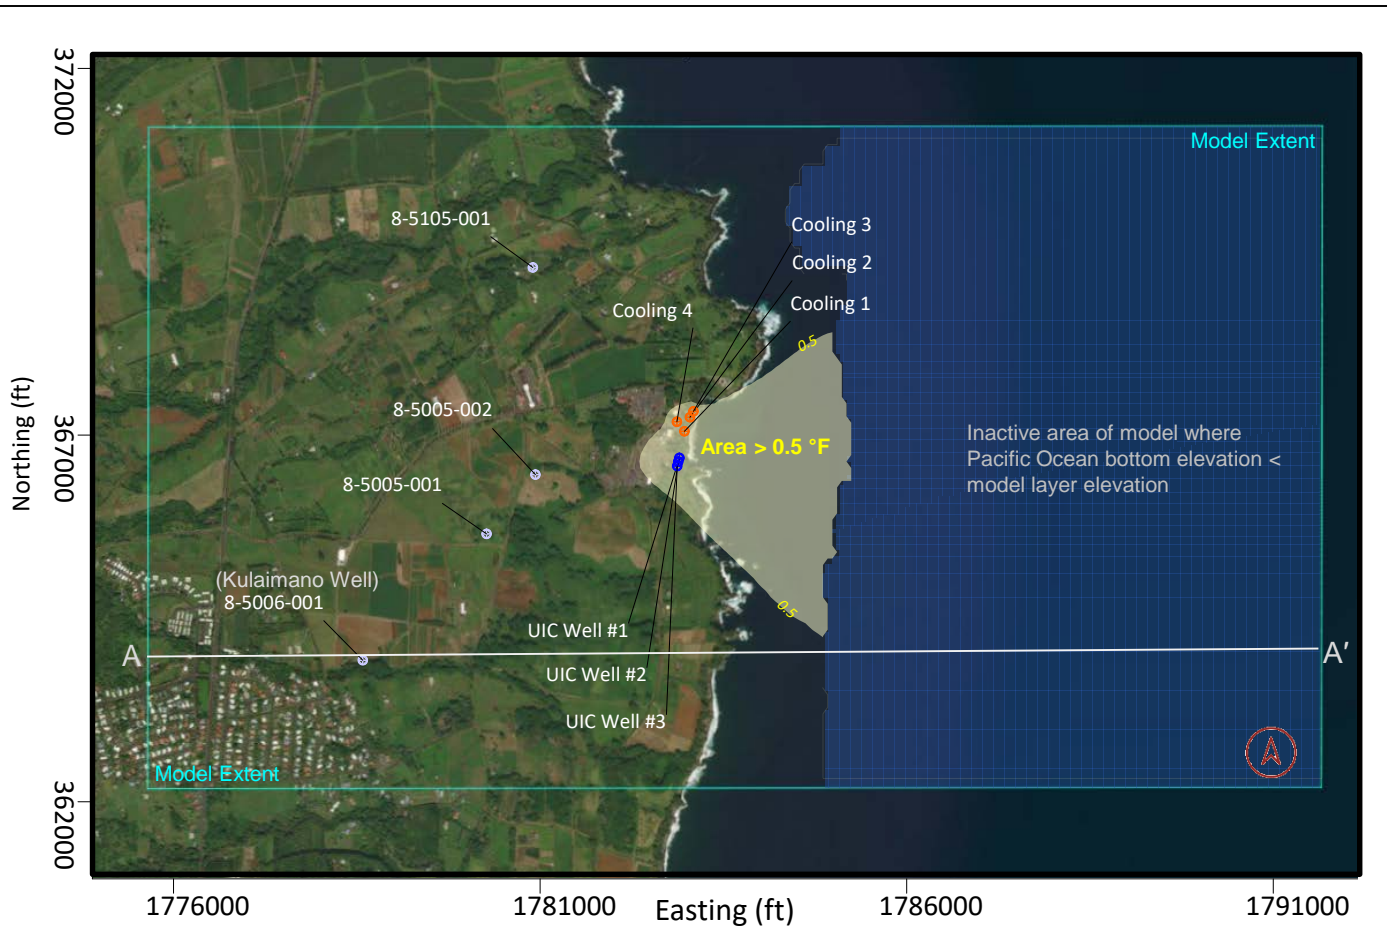 372000
Model Extent
8-5105-001
Cooling 3
Cooling 2
Cooling 4
Cooling 1
0.5
8-5005-002
367000
Northing (ft)
Area > 0.5 °F
Inactive area of model where
Pacific Ocean bottom elevation <
model layer elevation
8-5005-001
(Kulaimano Well)
8-5006-001
0.5
UIC Well #1
A
A′
UIC Well #2
UIC Well #3
Model Extent
362000
1776000
1781000
Easting (ft)
1786000
1791000